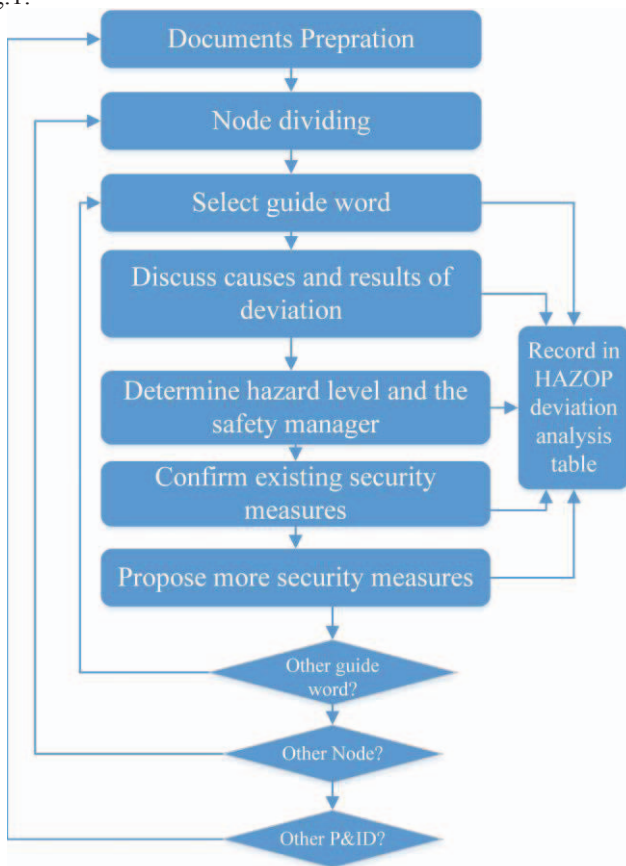 Documents Prepration
Node dividing
Select guide word
Discuss causes and results of
deviation
Determine hazard level and the
safety manager
Confirm existing security
measures
Propose more security measures
Record in
HAZOP
deviation
analysis
table
Other guide
word?
Other Node?
Other P&ID?